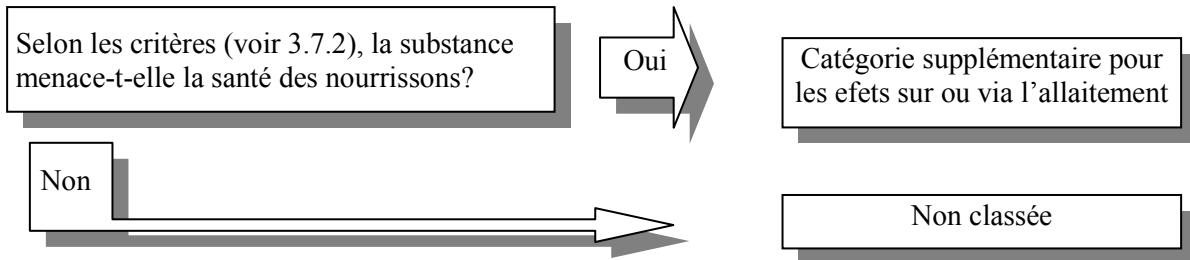 Selon les critères (voir 3.7.2), la substance
menace-t-elle la santé des nourrissons?
Oui
Catégorie supplémentaire pour
les efets sur ou via l’allaitement
Non
Non classée